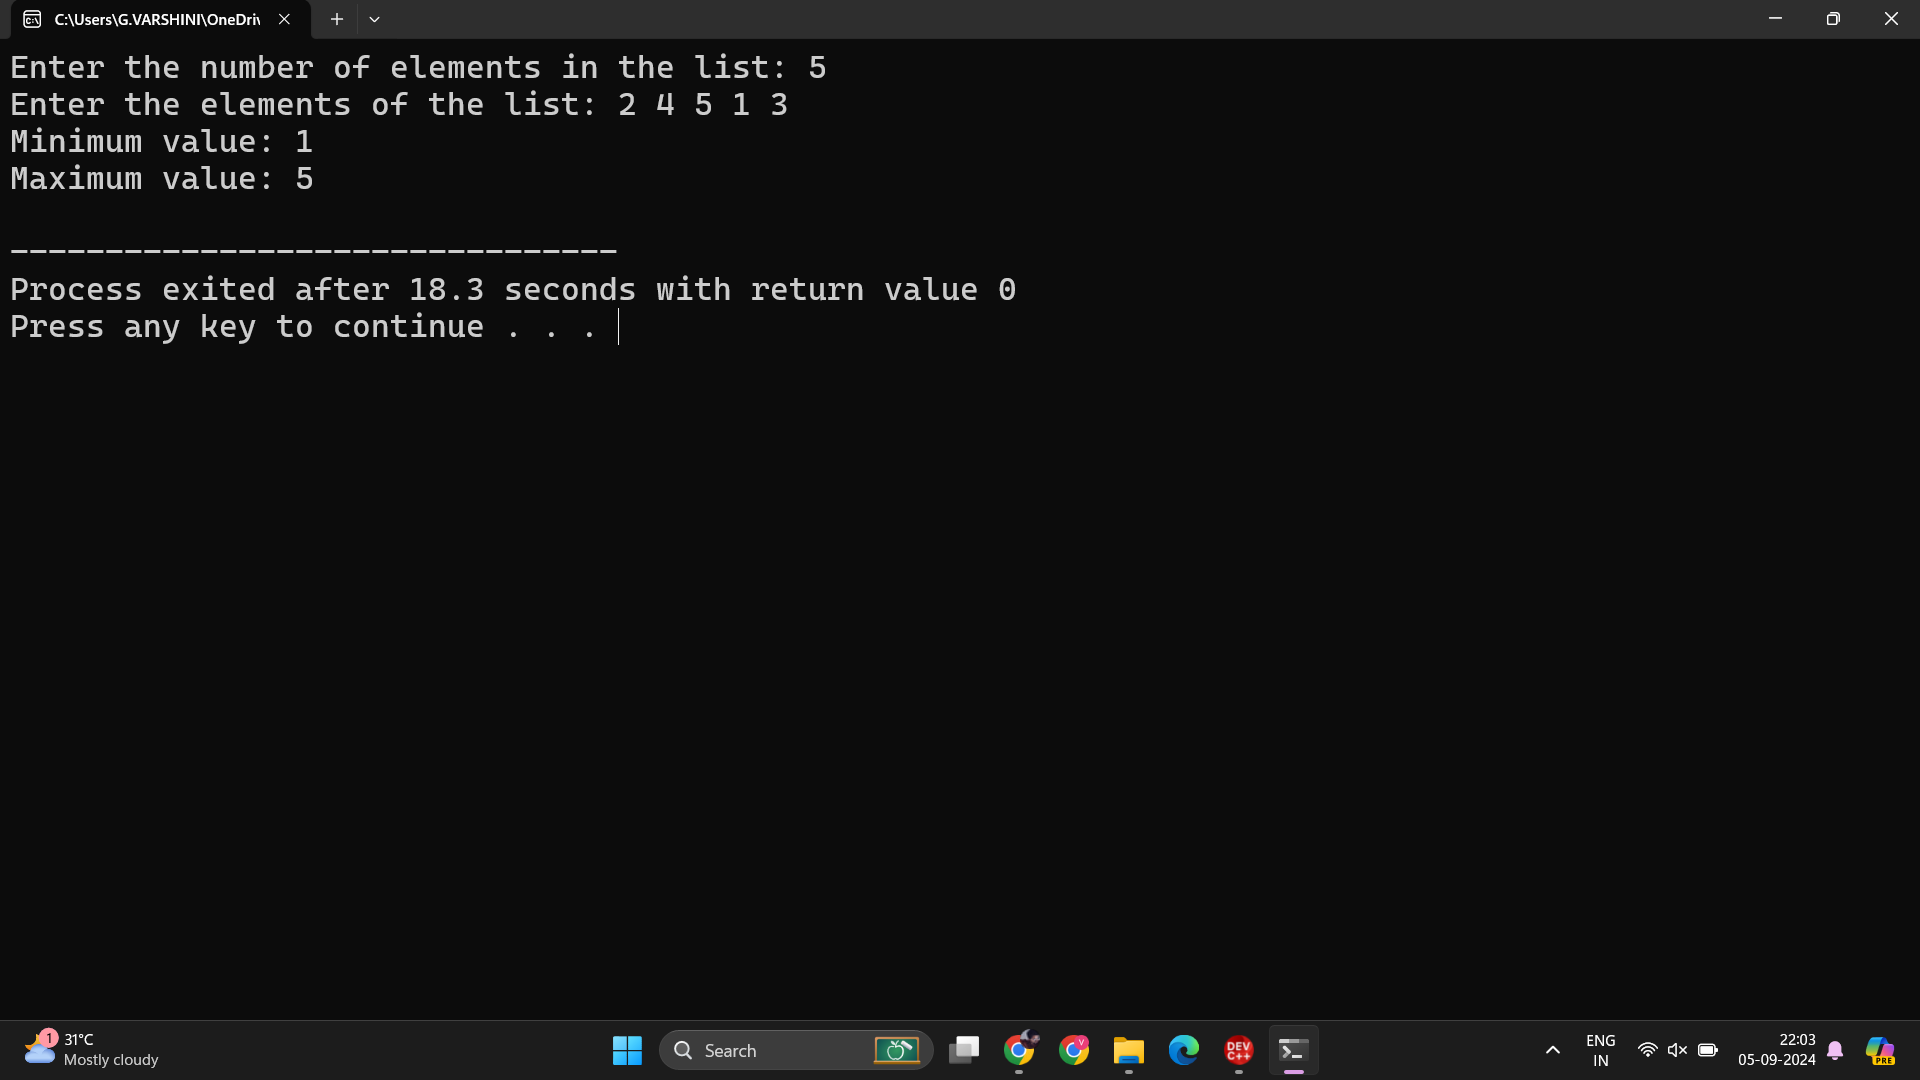 C:\Users\G.VARSHINI\OneDri
Enter the number of elements in the list: 5
Enter the elements of the list: 2 4 5 1 3
Minimum value: 1
Maximum value: 5
--------------------------------
Process exited after 18.3 seconds with return value 0
Press any key to continue . . .
1
31°C
Mostly cloudy
Search
V
DEV
C++
ENG
IN
22:03
05-09-2024
PRE